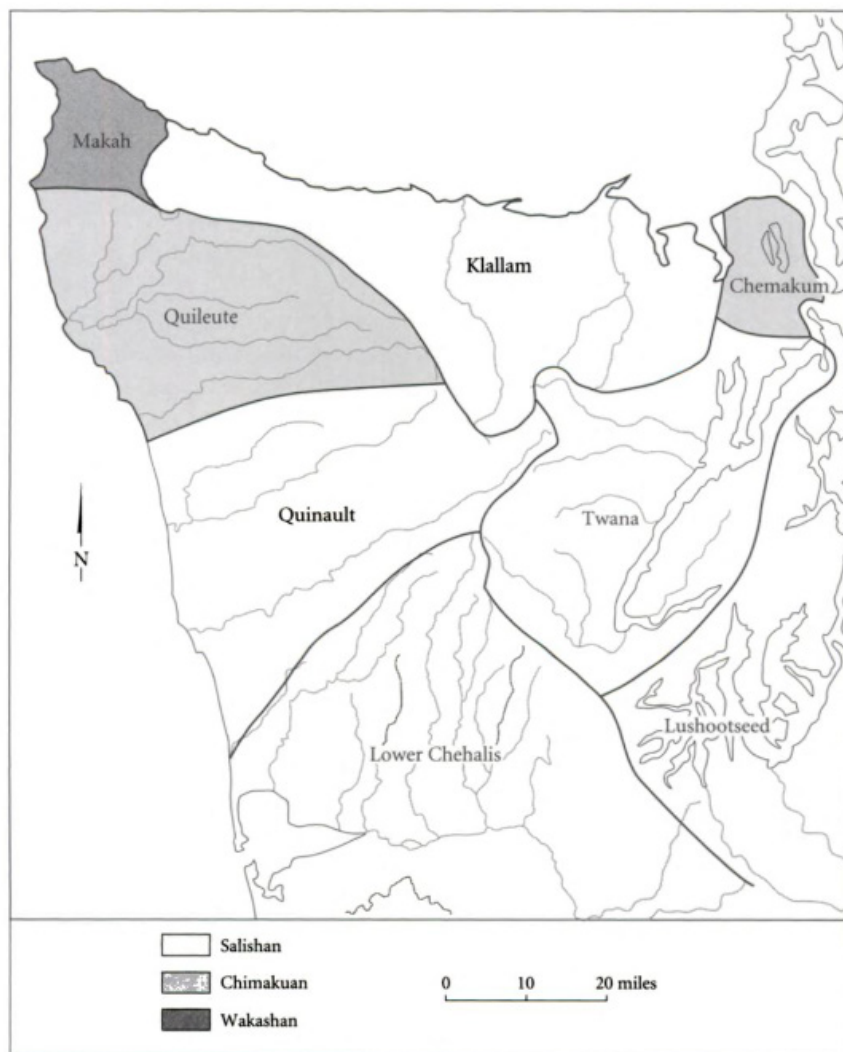 Makah
Klallam
Chemakum
Quileute
Quinault
Twana
N
Lushootseed
Lower Chehalis
Salishan
Chimakuan
Wakashan
0 10 20 miles